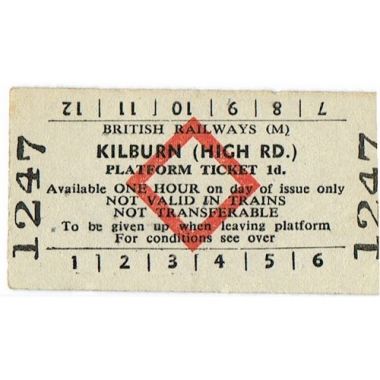 12 | 11 | 10 | 9 | 8 | 7
BRITISH RAILWAYS (M)
KILBURN (HIGH RD.)
PLATFORM TICKET 1d.
Available ONE HOUR on day of issue only
NOT VALID IN TRAINS
NOT TRANSFERABLE
To be given up when leaving platform
For conditions see over
1 | 2 | 3 | 4 | 5 | 6
1247
1247